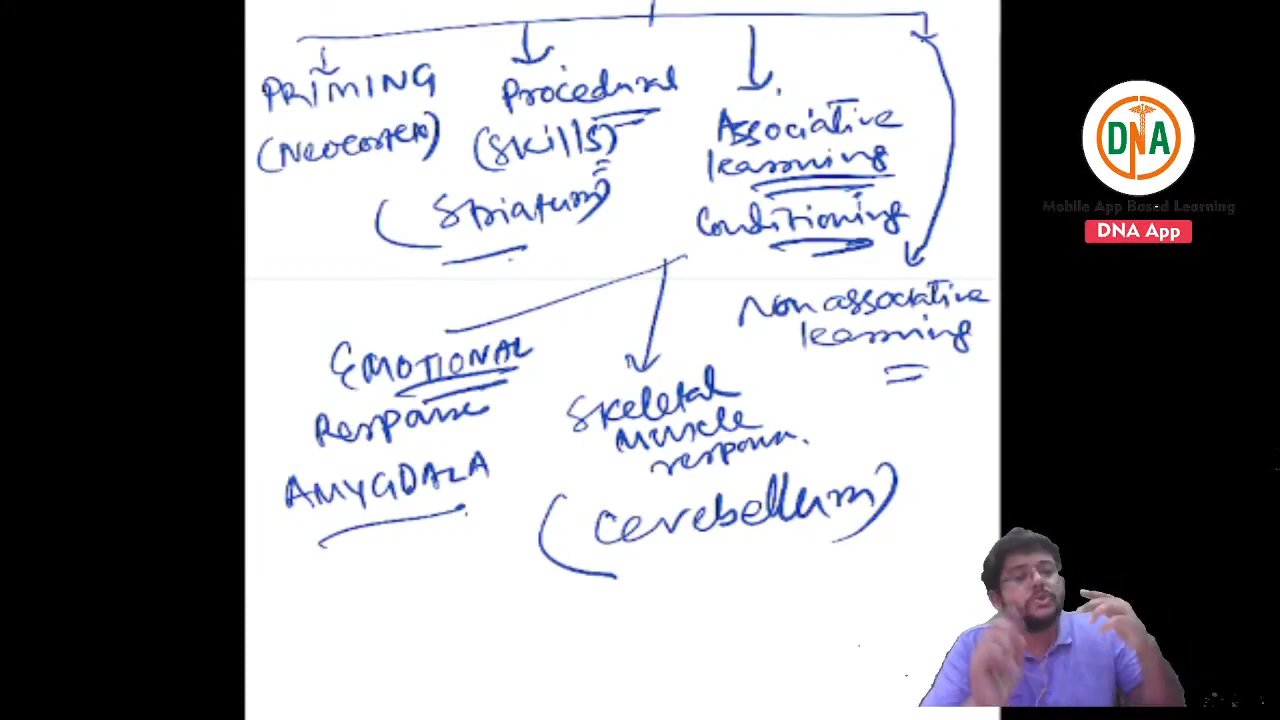 PRIMING
(Neocortex)
Procedural
(Skills)
(Striatum)
Associative
learning
Conditioning
Non associative
learning
EMOTIONAL
Response
AMYGDALA
Skeletal
muscle
respons.
(Cerebellum)
DNA
Mobile App Based Learning
DNA App